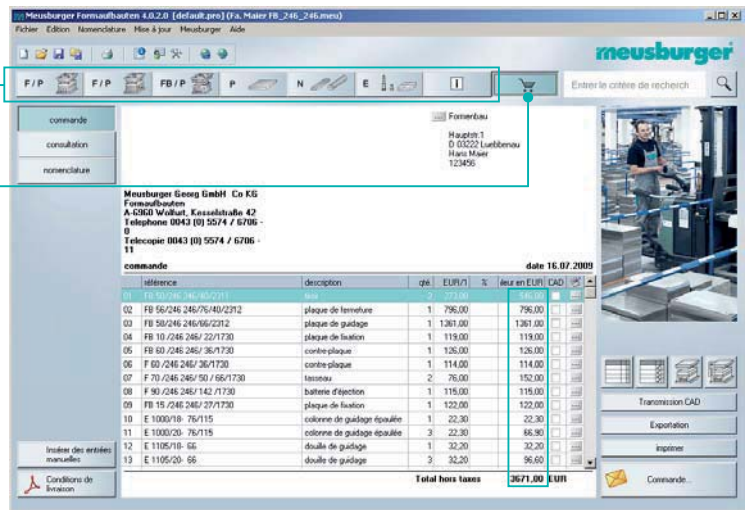 Meusburger Formaufbauten 4.0.2.0 [default.pro] (Fa. Maier FB_246_246.meu)
Fichier Edition Nomenclature Mise à jour Meusburger Aide
meusburger
F / P F / P FB / P P N E I
Entrer le critère de recherch
commande
consultation
nomenclature
Formenbau
Hauptstr.1
D 03222 Luebbenau
Hans Maier
123456
Meusburger Georg GmbH Co KG
Formaufbauten
A-6960 Wolfurt, Kesselstraße 42
Telephone 0043 (0) 5574 / 6706 -
0
Telecopie 0043 (0) 5574 / 6706 -
11
commande date 16.07.2009
référence description qté. EUR/1 % leur en EUR CAD
01 FB 50/246 246/40/2311 2 273,00 546,00
02 FB 56/246 246/76/40/2312 plaque de fermeture 1 796,00 796,00
03 FB 58/246 246/66/2312 plaque de guidage 1 1361,00 1361,00
04 FB 10 /246 246/ 22/1730 plaque de fixation 1 119,00 119,00
05 FB 60 /246 246/ 36/1730 contre-plaque 1 126,00 126,00
06 F 60 /246 246/ 36/1730 contre-plaque 1 114,00 114,00
07 F 70 /246 246/ 50 / 66/1730 tasseau 2 76,00 152,00
08 F 90 /246 246/ 142 /1730 batterie d'éjection 1 115,00 115,00
09 FB 15 /246 246/ 27/1730 plaque de fixation 1 122,00 122,00
10 E 1000/18- 76/115 colonne de guidage épaulée 1 22,30 22,30
11 E 1000/20- 76/115 colonne de guidage épaulée 3 22,30 66,90
12 E 1105/18- 66 douille de guidage 1 32,20 32,20
13 E 1105/20- 66 douille de guidage 3 32,20 96,60
Total hors taxes 3671,00 EUR
Insérer des entrées
manuelles
Conditions de
livraison
Transmission CAD
Exportation
imprimer
Commande...